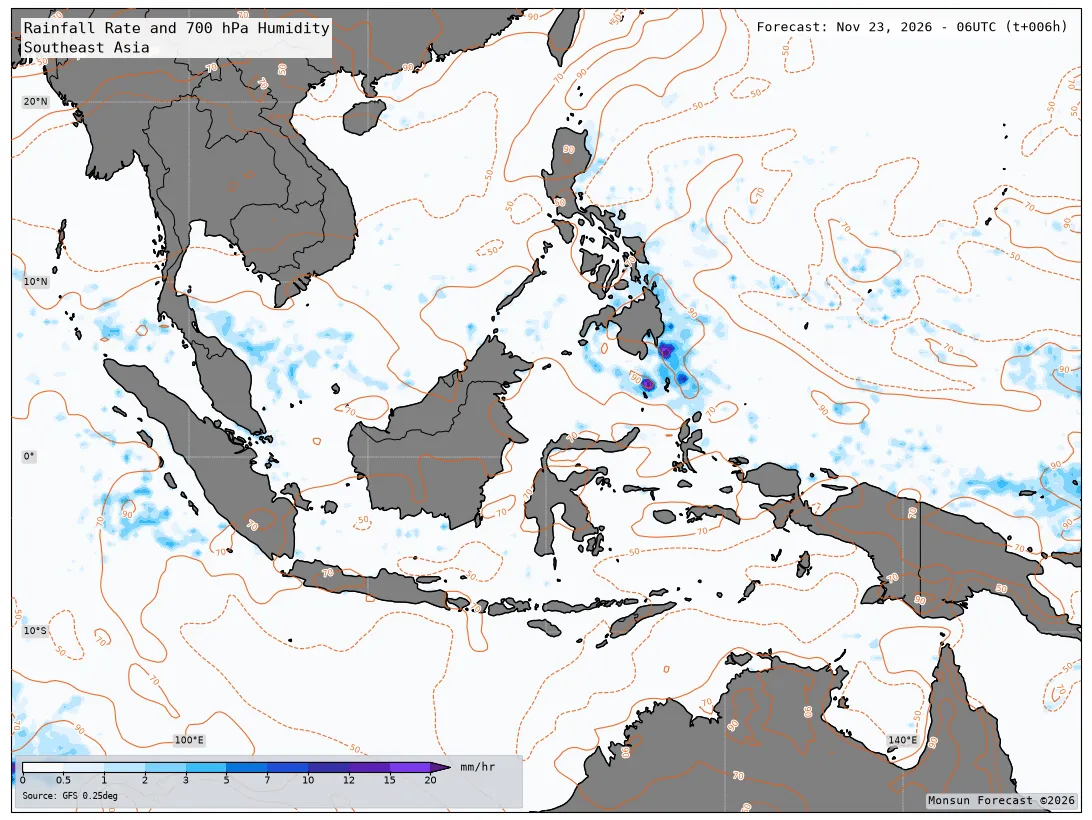 Rainfall Rate and 700 hPa Humidity
Southeast Asia
Forecast: Nov 23, 2026 - 06UTC (t+006h)
20°N
10°N
0°
10°S
100°E
140°E
0 0.5 1 2 3 5 7 10 12 15 20 mm/hr
Source: GFS 0.25deg
Monsun Forecast ©2026